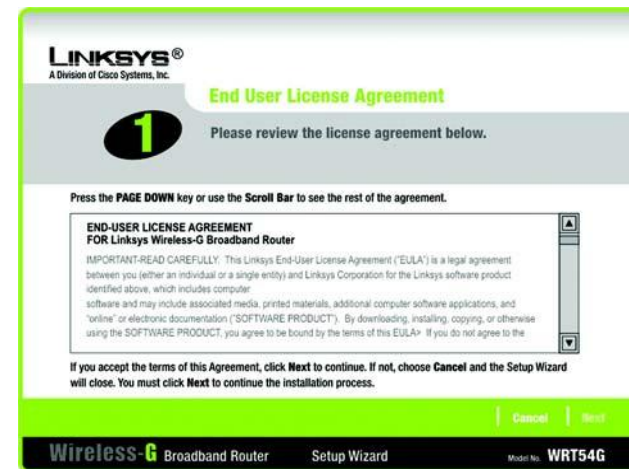 LINKSYS®
A Division of Cisco Systems, Inc.
End User License Agreement
1
Please review the license agreement below.
Press the PAGE DOWN key or use the Scroll Bar to see the rest of the agreement.
END-USER LICENSE AGREEMENT
FOR Linksys Wireless-G Broadband Router
IMPORTANT-READ CAREFULLY: This Linksys End-User License Agreement ("EULA") is a legal agreement
between you (either an individual or a single entity) and Linksys Corporation for the Linksys software product
identified above, which includes computer
software and may include associated media, printed materials, additional computer software applications, and
"online" or electronic documentation ("SOFTWARE PRODUCT"). By downloading, installing, copying, or otherwise
using the SOFTWARE PRODUCT, you agree to be bound by the terms of this EULA> If you do not agree to the
If you accept the terms of this Agreement, click Next to continue. If not, choose Cancel and the Setup Wizard
will close. You must click Next to continue the installation process.
Cancel Next
Wireless-G Broadband Router Setup Wizard Model No. WRT54G